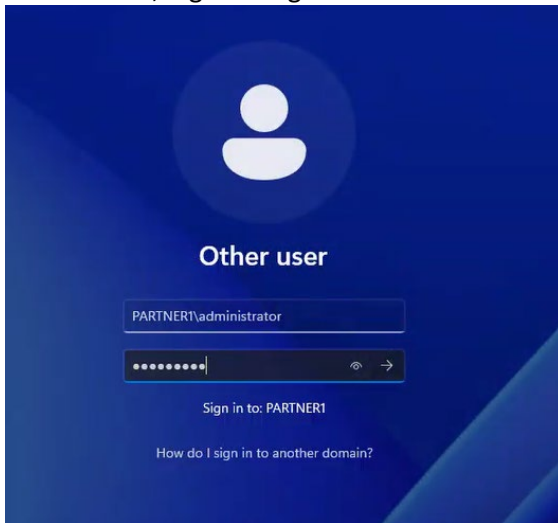 Other user
PARTNER1\administrator
●●●●●●●●●
Sign in to: PARTNER1
How do I sign in to another domain?